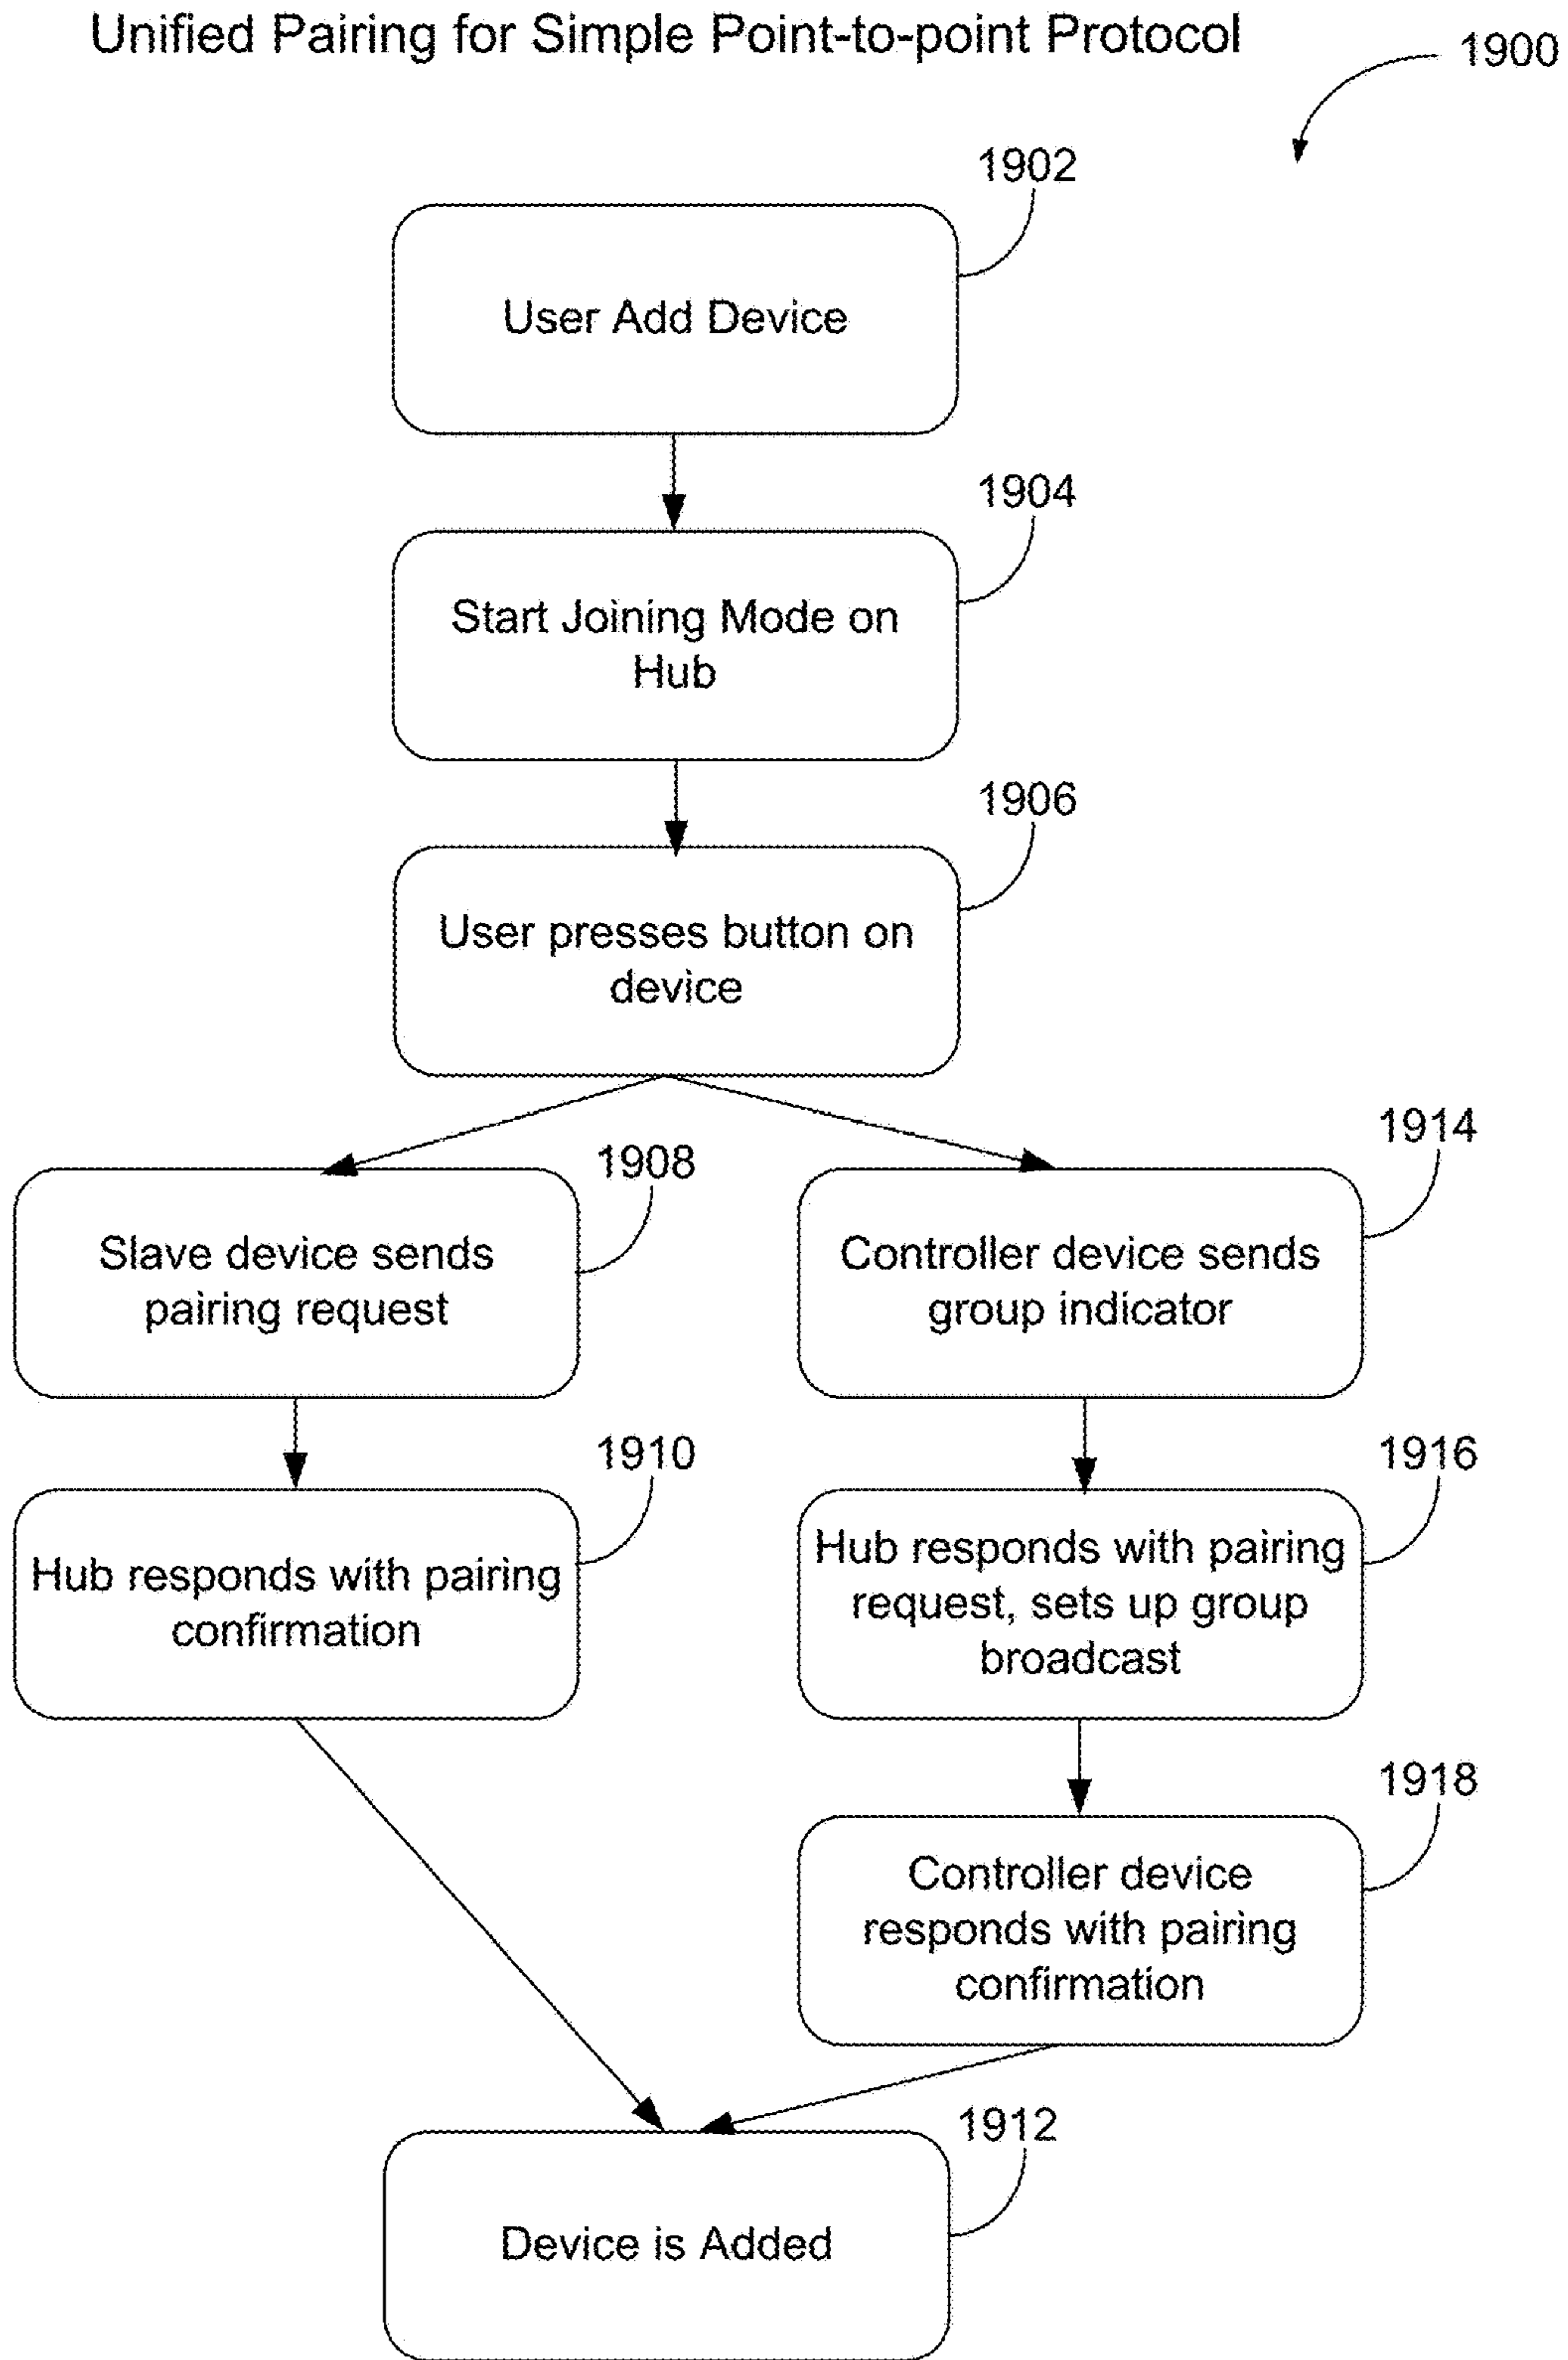 Unified Pairing for Simple Point-to-point Protocol
1900
1902
User Add Device
1904
Start Joining Mode on
Hub
1906
User presses button on
device
1908
Slave device sends
pairing request
1914
Controller device sends
group indicator
1910
Hub responds with pairing
confirmation
1916
Hub responds with pairing
request, sets up group
broadcast
1918
Controller device
responds with pairing
confirmation
1912
Device is Added